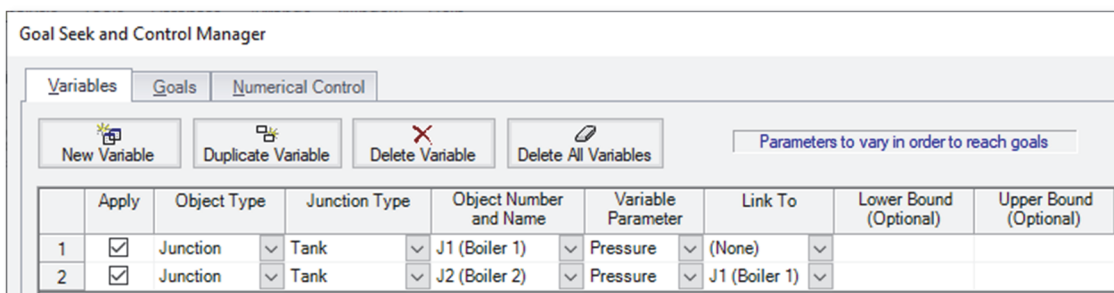 Goal Seek and Control Manager
Variables Goals Numerical Control
New Variable Duplicate Variable Delete Variable Delete All Variables Parameters to vary in order to reach goals
Apply Object Type Junction Type Object Number and Name Variable Parameter Link To Lower Bound (Optional) Upper Bound (Optional)
1 Junction Tank J1 (Boiler 1) Pressure (None)
2 Junction Tank J2 (Boiler 2) Pressure J1 (Boiler 1)